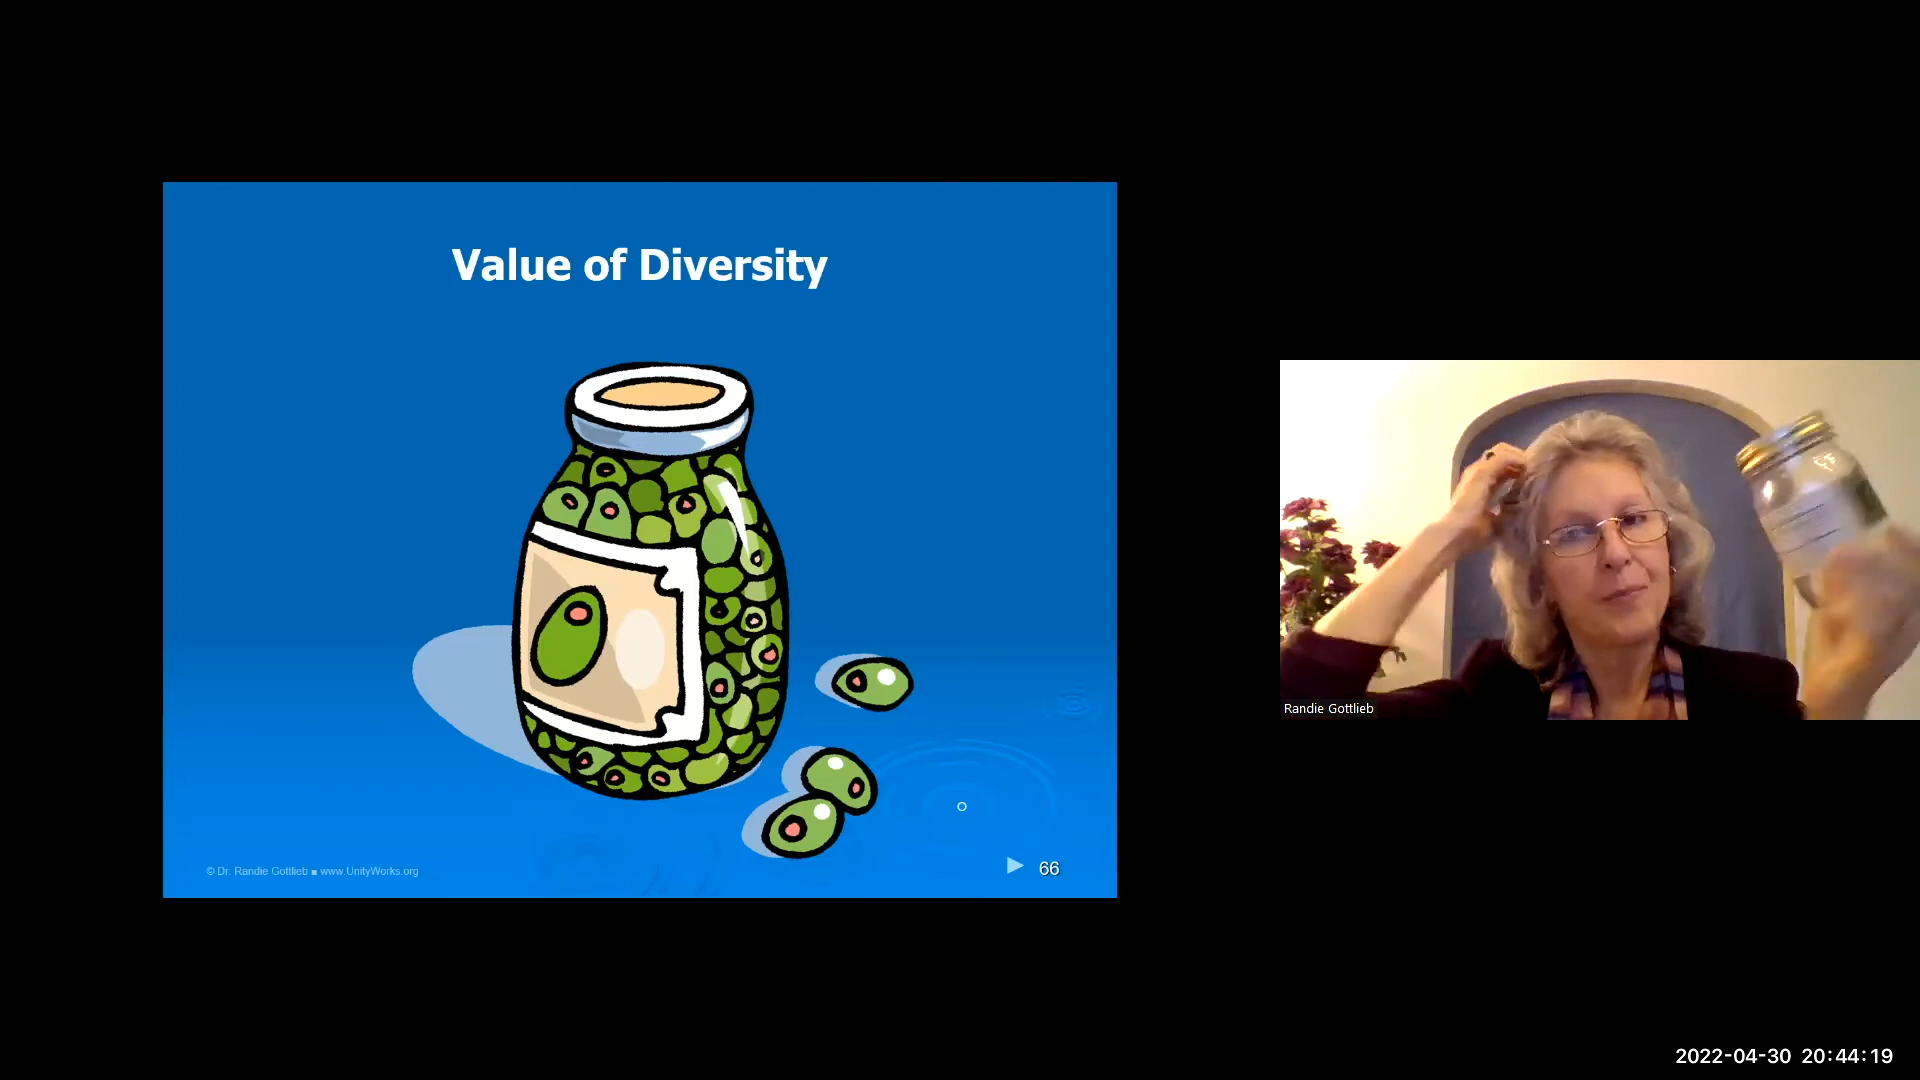 Value of Diversity
© Dr. Randie Gottlieb ■ www.UnityWorks.org
66
Randie Gottlieb
2022-04-30 20:44:19